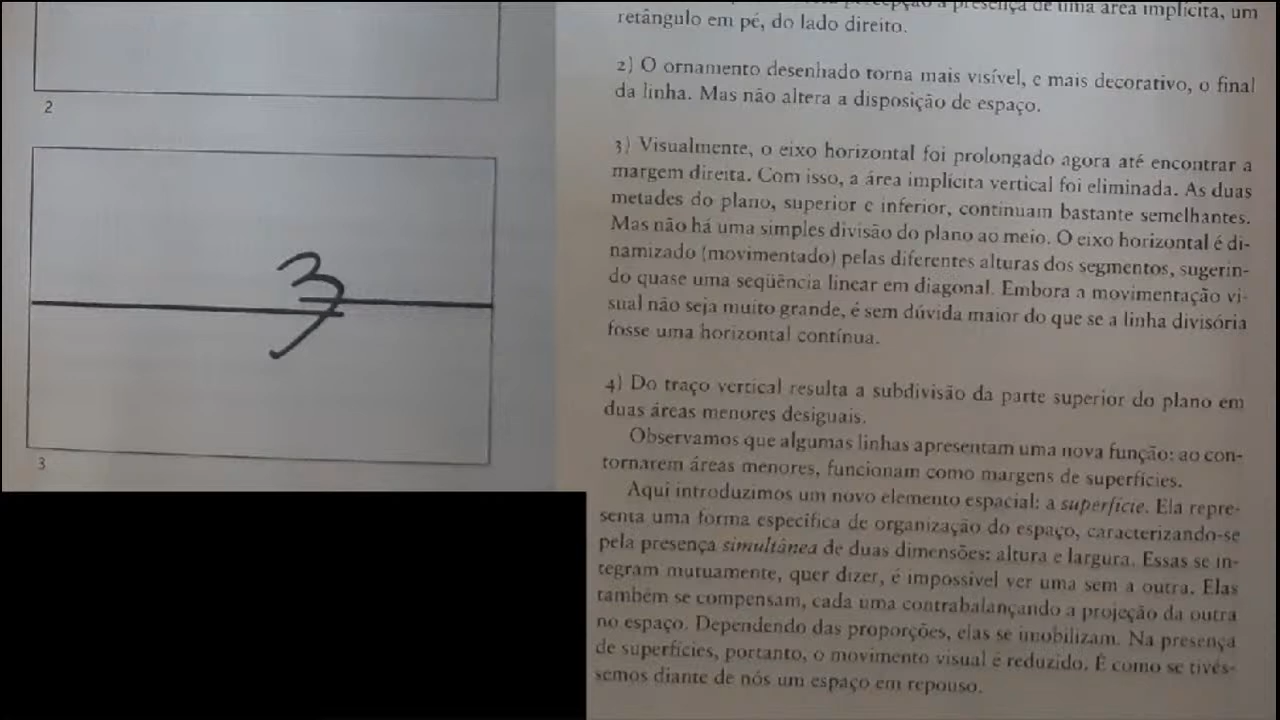 2
3
percepção a presença de uma área implícita, um
retângulo em pé, do lado direito.
2) O ornamento desenhado torna mais visível, e mais decorativo, o final
da linha. Mas não altera a disposição de espaço.
3) Visualmente, o eixo horizontal foi prolongado agora até encontrar a
margem direita. Com isso, a área implícita vertical foi eliminada. As duas
metades do plano, superior e inferior, continuam bastante semelhantes.
Mas não há uma simples divisão do plano ao meio. O eixo horizontal é di-
namizado (movimentado) pelas diferentes alturas dos segmentos, sugerin-
do quase uma seqüência linear em diagonal. Embora a movimentação vi-
sual não seja muito grande, é sem dúvida maior do que se a linha divisória
fosse uma horizontal contínua.
4) Do traço vertical resulta a subdivisão da parte superior do plano em
duas áreas menores desiguais.
Observamos que algumas linhas apresentam uma nova função: ao con-
tornarem áreas menores, funcionam como margens de superfícies.
Aqui introduzimos um novo elemento espacial: a superfície. Ela repre-
senta uma forma específica de organização do espaço, caracterizando-se
pela presença simultânea de duas dimensões: altura e largura. Essas se in-
tegram mutuamente, quer dizer, é impossível ver uma sem a outra. Elas
também se compensam, cada uma contrabalançando a projeção da outra
no espaço. Dependendo das proporções, elas se imobilizam. Na presença
de superfícies, portanto, o movimento visual é reduzido. É como se tivés-
semos diante de nós um espaço em repouso.